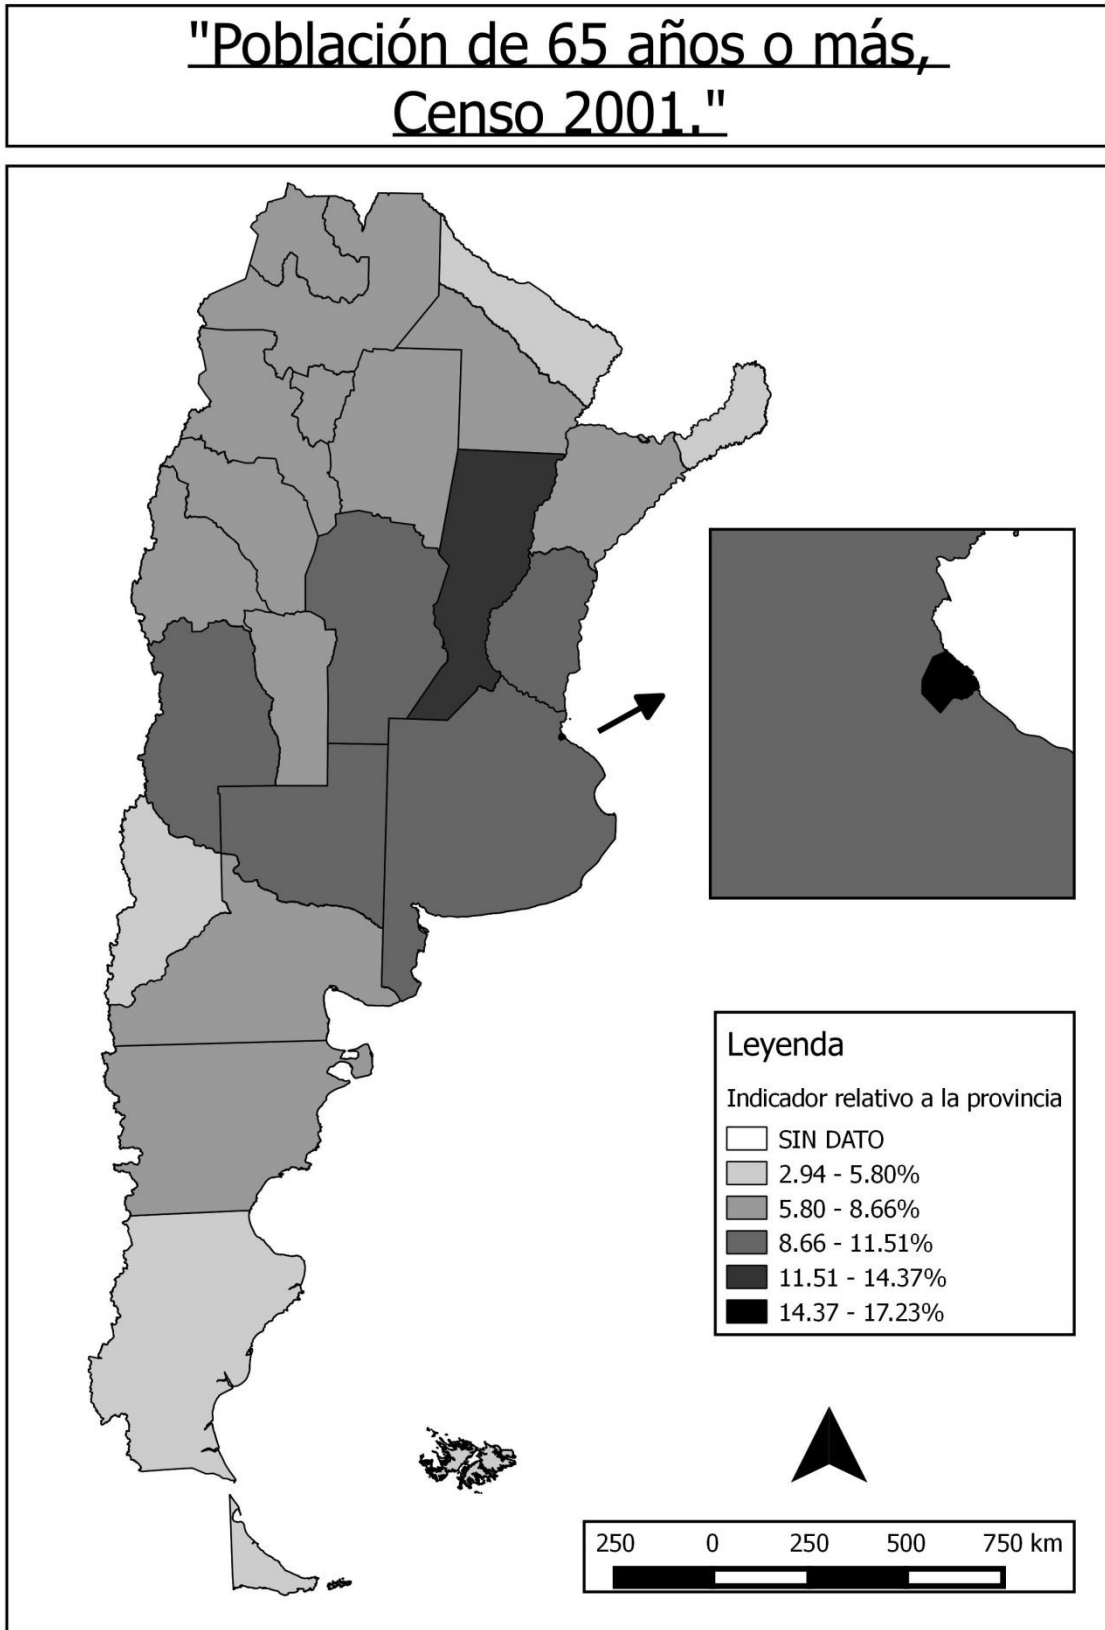 "Población de 65 años o más,
Censo 2001."
Leyenda
Indicador relativo a la provincia
SIN DATO
2.94 - 5.80%
5.80 - 8.66%
8.66 - 11.51%
11.51 - 14.37%
14.37 - 17.23%
250 0 250 500 750 km